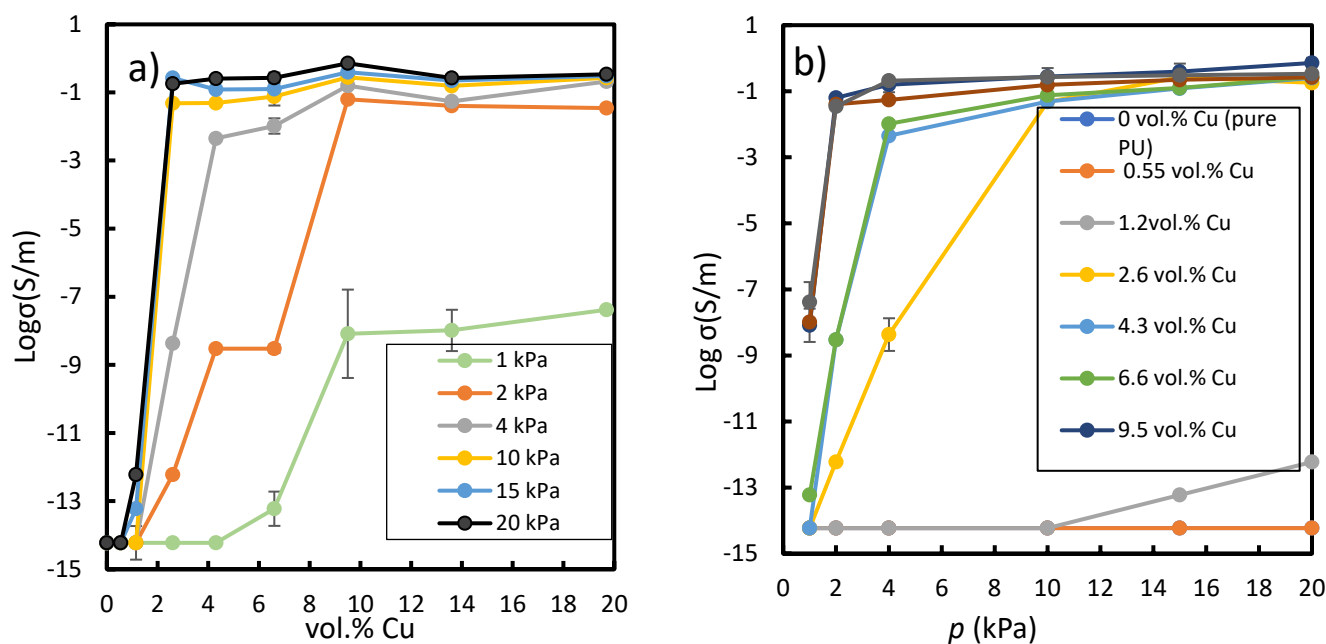 a)
1
-1
-3
-5
-7
-9
-11
-13
-15
Logσ(S/m)
1 kPa
2 kPa
4 kPa
10 kPa
15 kPa
20 kPa
0 2 4 6 8 10 12 14 16 18 20
vol.% Cu
b)
1
-1
-3
-5
-7
-9
-11
-13
-15
Log σ(S/m)
0 vol.% Cu (pure
PU)
0.55 vol.% Cu
1.2vol.% Cu
2.6 vol.% Cu
4.3 vol.% Cu
6.6 vol.% Cu
9.5 vol.% Cu
0 2 4 6 8 10 12 14 16 18 20
p (kPa)